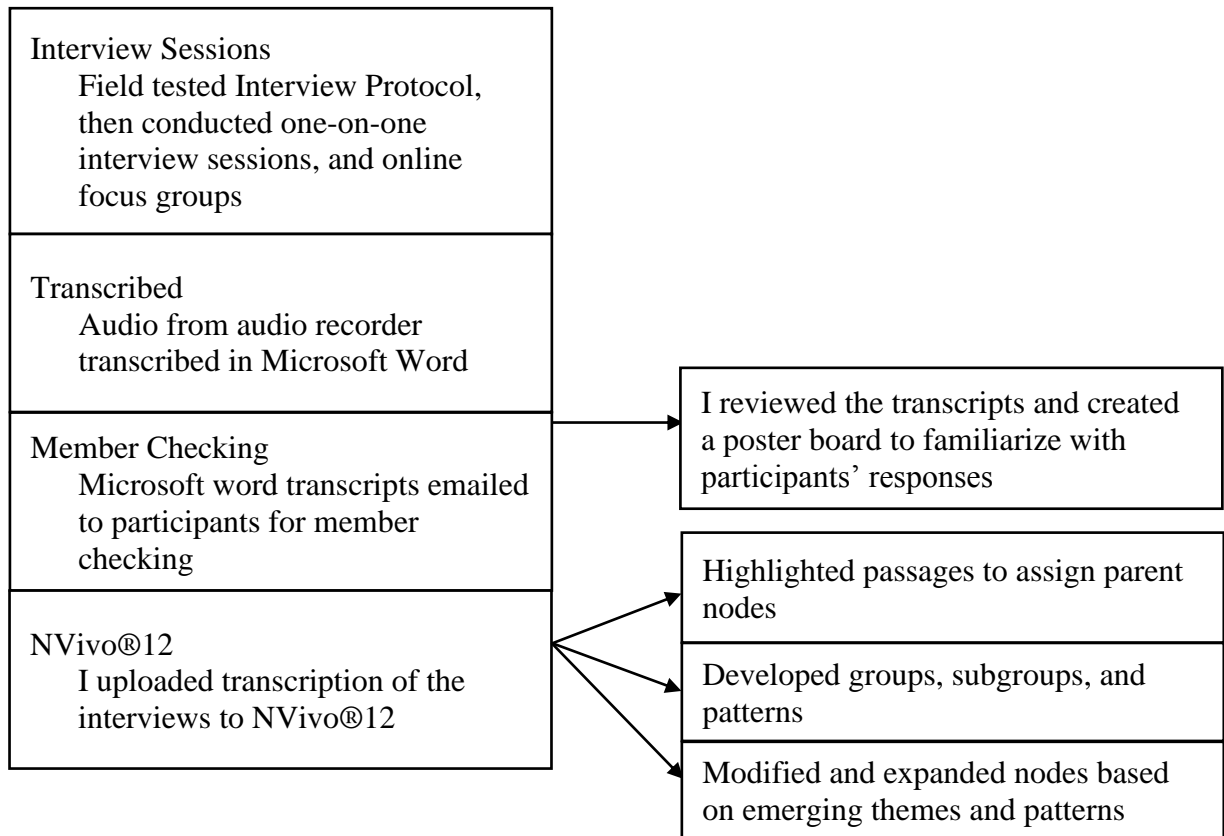 Interview Sessions
Field tested Interview Protocol,
then conducted one-on-one
interview sessions, and online
focus groups
Transcribed
Audio from audio recorder
transcribed in Microsoft Word
Member Checking
Microsoft word transcripts emailed
to participants for member
checking
NVivo®12
I uploaded transcription of the
interviews to NVivo®12
I reviewed the transcripts and created
a poster board to familiarize with
participants’ responses
Highlighted passages to assign parent
nodes
Developed groups, subgroups, and
patterns
Modified and expanded nodes based
on emerging themes and patterns